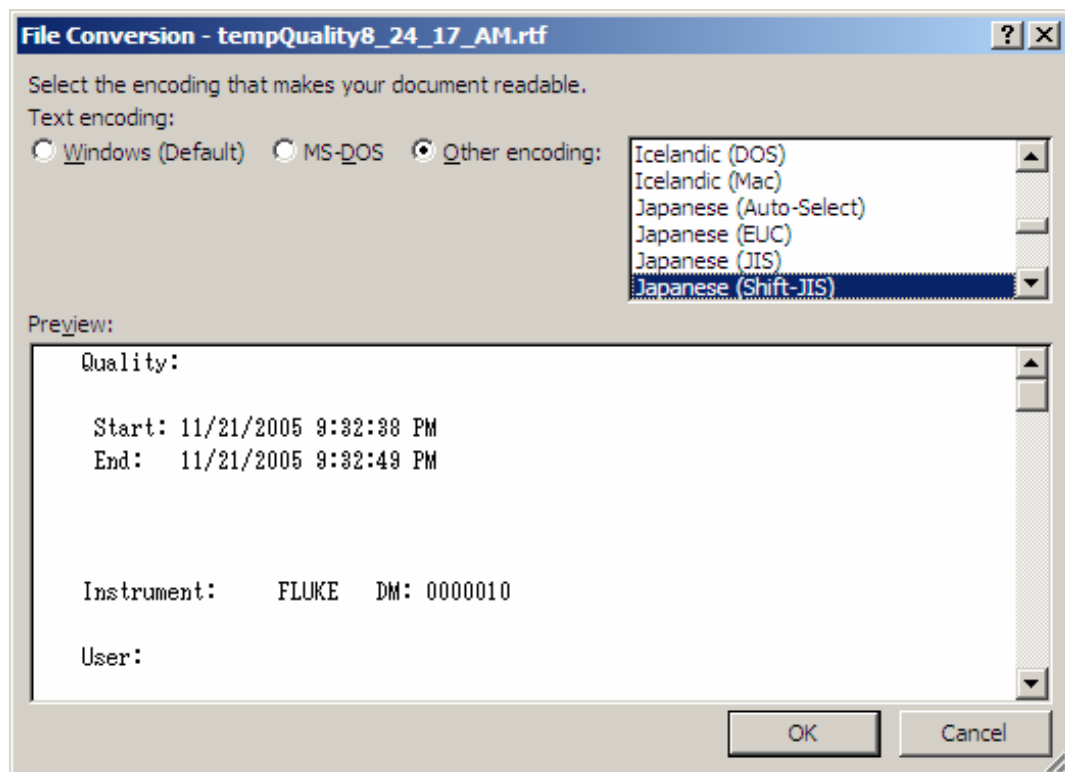 File Conversion - tempQuality8_24_17_AM.rtf
Select the encoding that makes your document readable.
Text encoding:
Windows (Default) MS-DOS Other encoding:
Icelandic (DOS)
Icelandic (Mac)
Japanese (Auto-Select)
Japanese (EUC)
Japanese (JIS)
Japanese (Shift-JIS)
Preview:
Quality:
Start: 11/21/2005 9:32:38 PM
End: 11/21/2005 9:32:49 PM
Instrument: FLUKE DM: 0000010
User:
OK Cancel